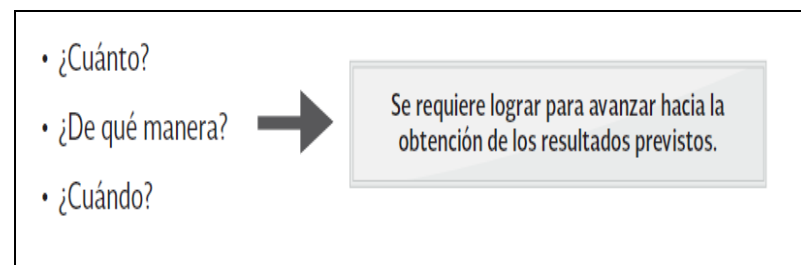 • ¿Cuánto?
• ¿De qué manera?
• ¿Cuándo?
Se requiere lograr para avanzar hacia la
obtención de los resultados previstos.